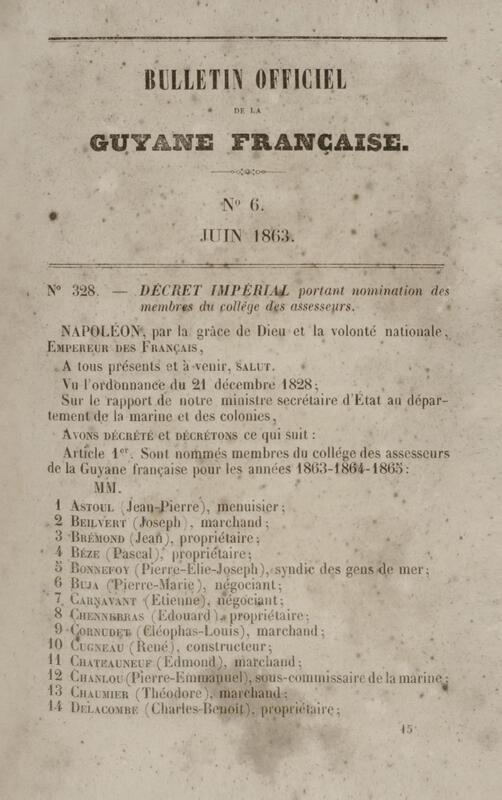 BULLETIN OFFICIEL
DE LA
GUYANE FRANÇAISE.
N° 6.
JUIN 1863.
N° 328. — DÉCRET IMPÉRIAL portant nomination des
membres du collége des assesseurs.
NAPOLÉON, par la grâce de Dieu et la volonté nationale,
EMPEREUR DES FRANÇAIS,
A tous présents et à venir, SALUT.
Vu l'ordonnance du 21 décembre 1828;
Sur le rapport de notre ministre secrétaire d'État au dépar-
tement de la marine et des colonies,
AVONS DÉCRÉTÉ et DÉCRÉTONS ce qui suit :
Article 1er. Sont nommés membres du collége des assesseurs
de la Guyane française pour les années 1863-1864-1865:
MM.
1 ASTOUL (Jean-Pierre), menuisier;
2 BEILVERT (Joseph), marchand;
3 BRÉMOND (Jean), propriétaire;
4 BÈZE (Pascal), propriétaire;
5 BONNEFOY (Pierre-Élie-Joseph), syndic des gens de mer;
6 BUJA (Pierre-Marie), négociant;
7 CARNAVANT (Etienne), négociant;
8 CHENNEBRAS (Edouard), propriétaire;
9 CORNUDET (Cléophas-Louis), marchand;
10 CUGNEAU (René), constructeur;
11 CHATEAUNEUF (Edmond), marchand;
12 CHANLOU (Pierre-Emmanuel), sous-commissaire de la marine;
13 CHAUMIER (Théodore), marchand;
14 DELACOMBE (Charles-Benoit), propriétaire;
15